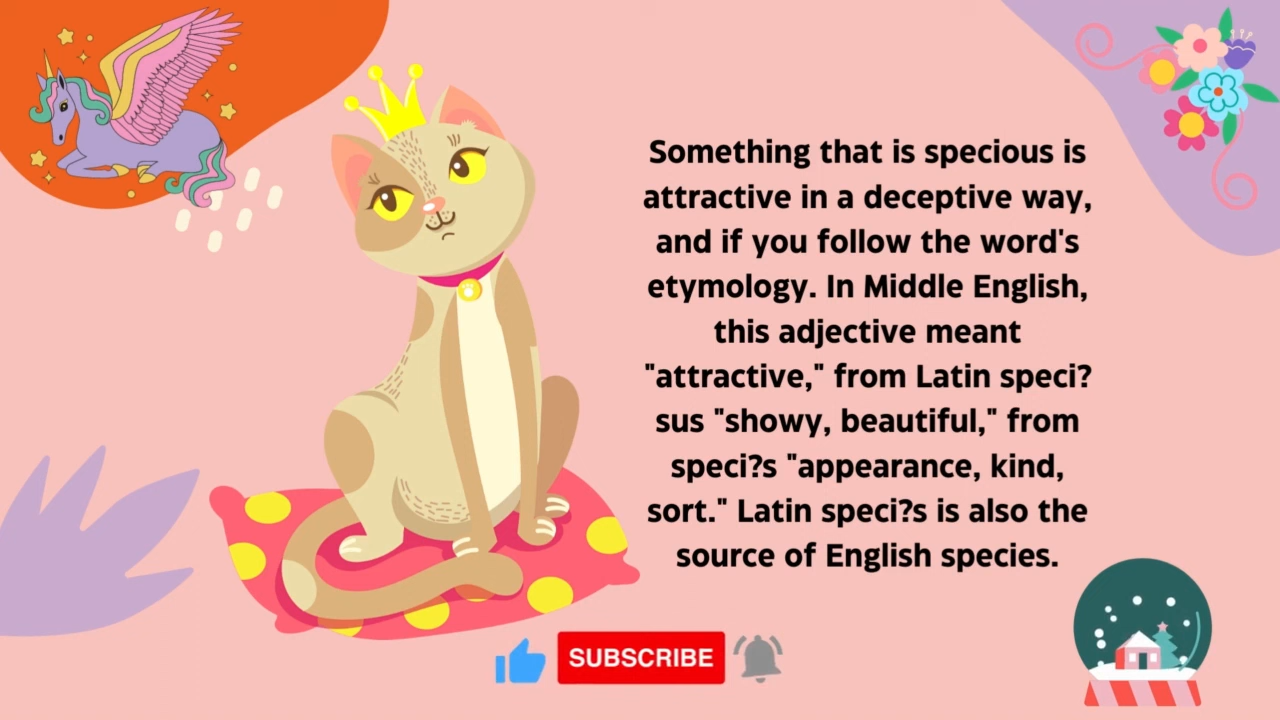 Something that is specious is
attractive in a deceptive way,
and if you follow the word's
etymology. In Middle English,
this adjective meant
"attractive," from Latin speci?
sus "showy, beautiful," from
speci?s "appearance, kind,
sort." Latin speci?s is also the
source of English species.
SUBSCRIBE